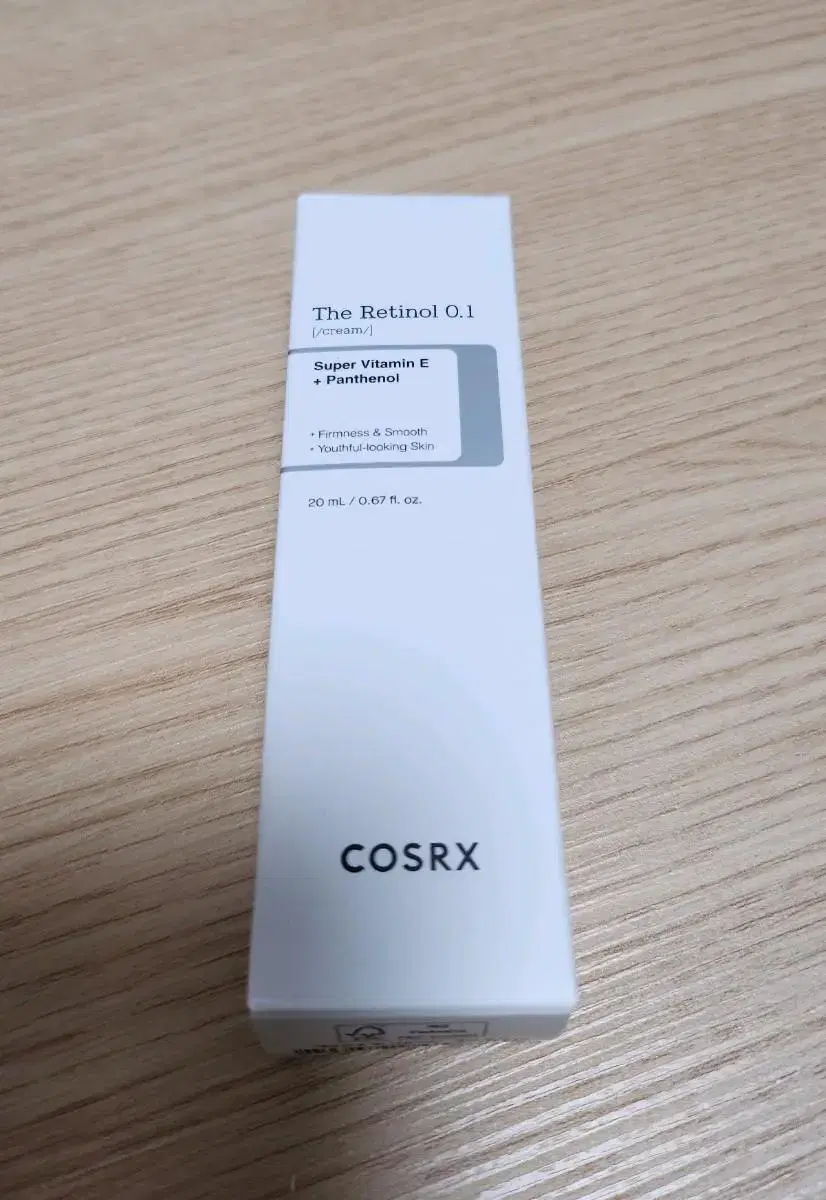 The Retinol 0.1
[/cream/]
Super Vitamin E
+ Panthenol
• Firmness & Smooth
• Youthful-looking Skin
20 mL / 0.67 fl. oz.
COSRX